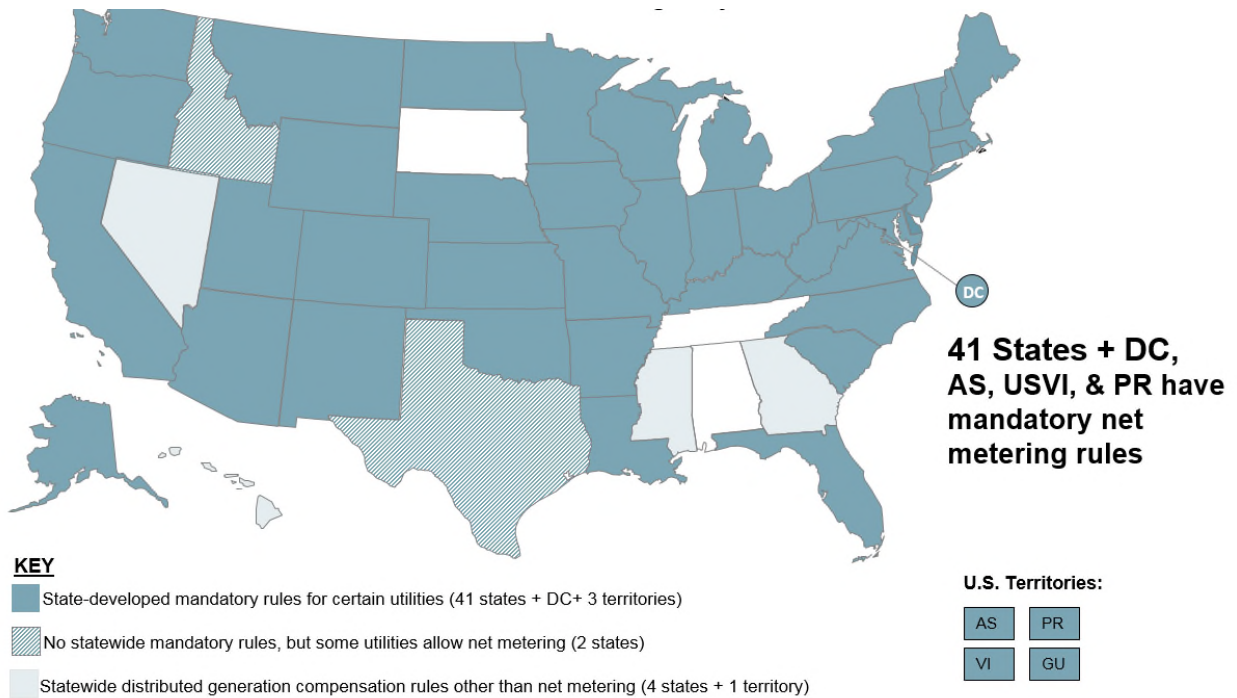 DC
41 States + DC,
AS, USVI, & PR have
mandatory net
metering rules
KEY
State-developed mandatory rules for certain utilities (41 states + DC+ 3 territories)
No statewide mandatory rules, but some utilities allow net metering (2 states)
Statewide distributed generation compensation rules other than net metering (4 states + 1 territory)
U.S. Territories:
AS PR
VI GU